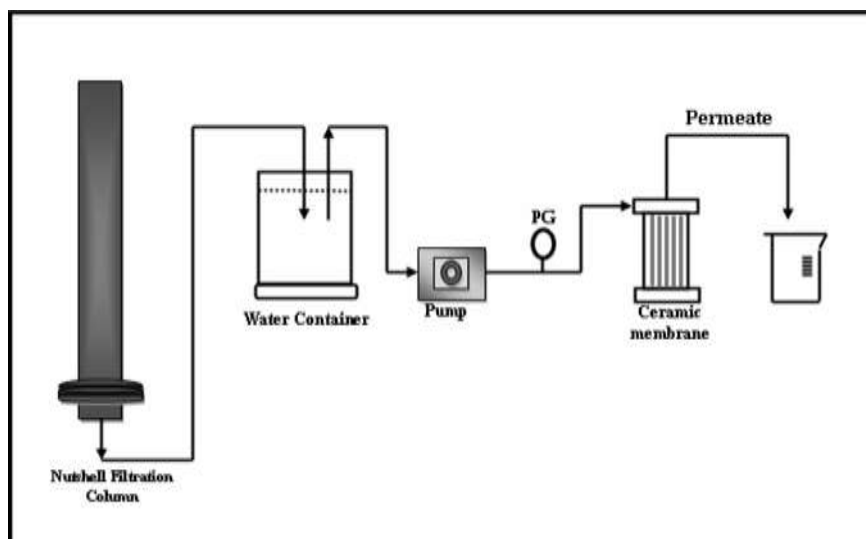 Permeate
PG
Water Container
Pump
Ceramic
membrane
Nutshell Filtration
Column